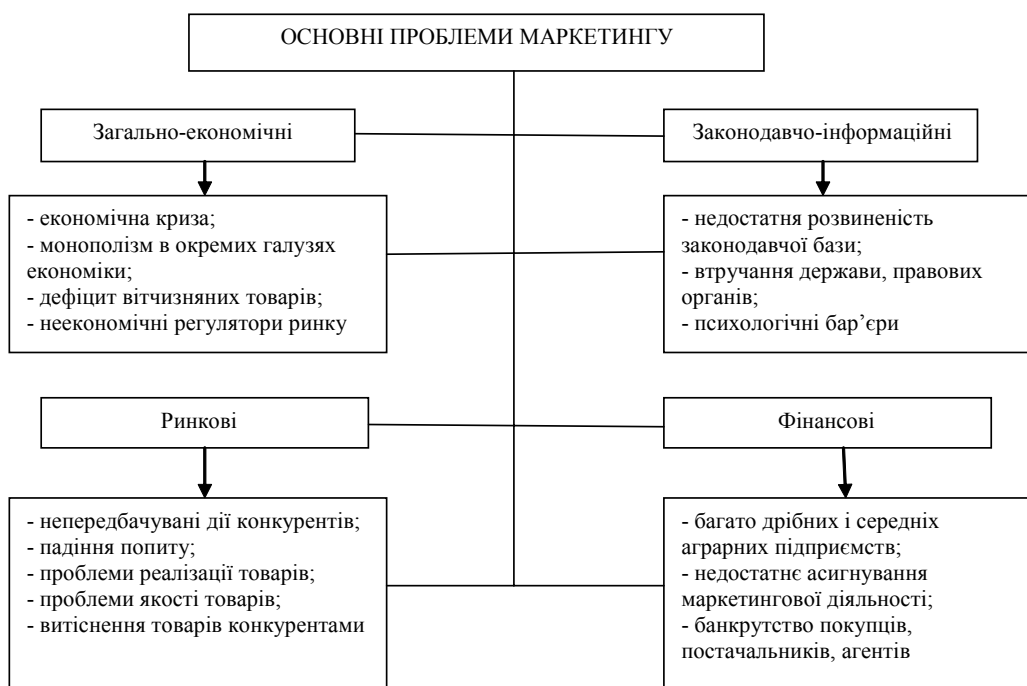 ОСНОВНІ ПРОБЛЕМИ МАРКЕТИНГУ
Загально-економічні
Законодавчо-інформаційні
- економічна криза;
- монополізм в окремих галузях
економіки;
- дефіцит вітчизняних товарів;
- неекономічні регулятори ринку
- недостатня розвиненість
законодавчої бази;
- втручання держави, правових
органів;
- психологічні бар’єри
Ринкові
Фінансові
- непередбачувані дії конкурентів;
- падіння попиту;
- проблеми реалізації товарів;
- проблеми якості товарів;
- витіснення товарів конкурентами
- багато дрібних і середніх
аграрних підприємств;
- недостатнє асигнування
маркетингової діяльності;
- банкрутство покупців,
постачальників, агентів